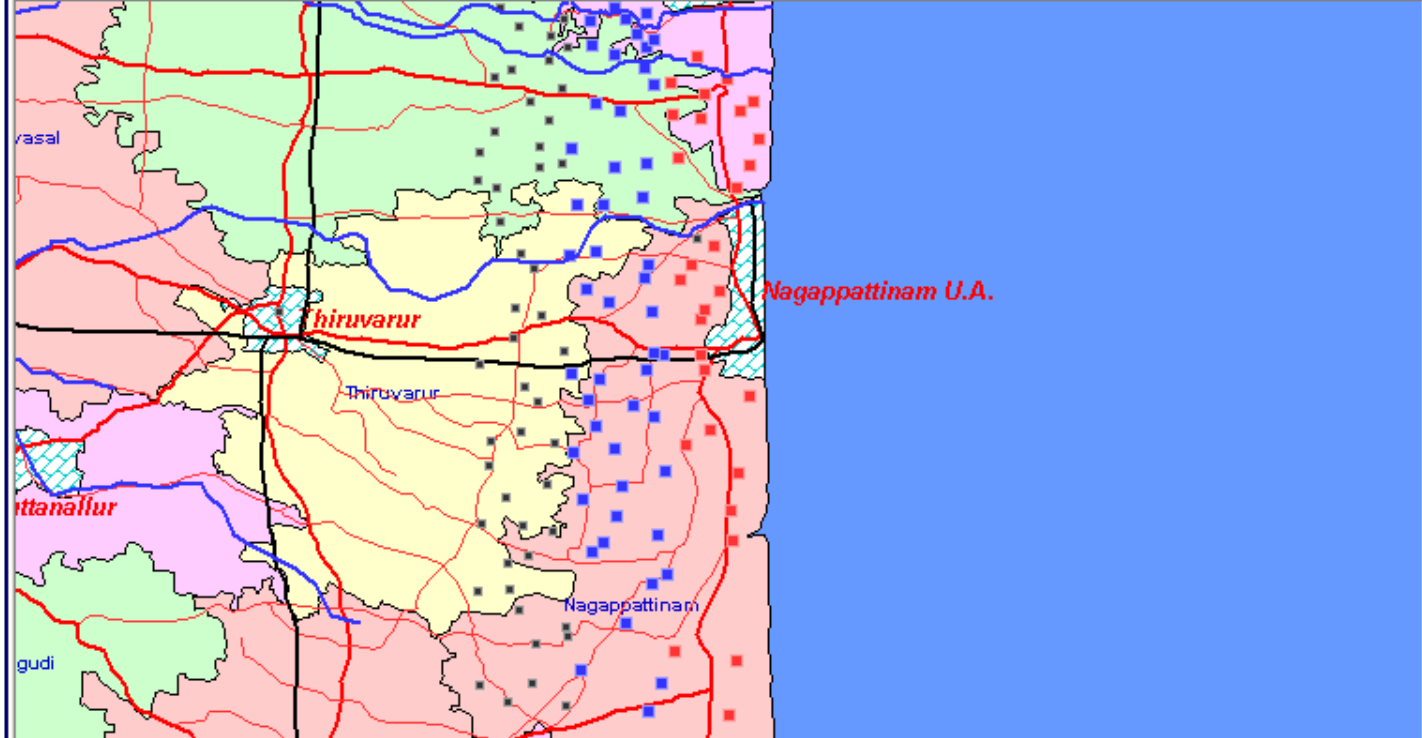 vasal
Nagappattinam U.A.
Thiruvarur
Thiruvarur
ttanallur
Nagappattinam
gudi